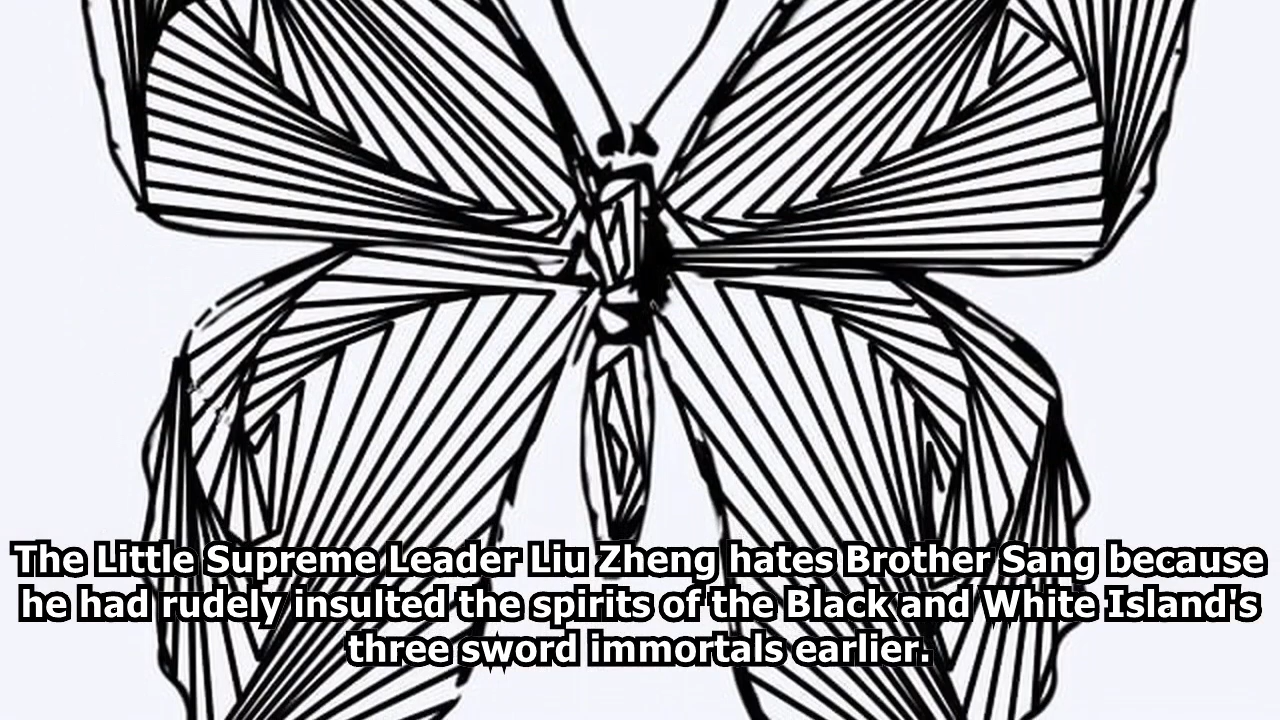 The Little Supreme Leader Liu Zheng hates Brother Sang because
he had rudely insulted the spirits of the Black and White Island's
three sword immortals earlier.